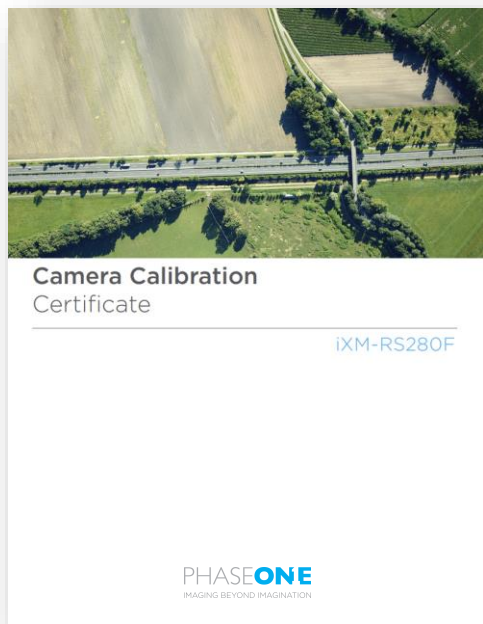 Camera Calibration
Certificate
iXM-RS280F
PHASEONE
IMAGING BEYOND IMAGINATION